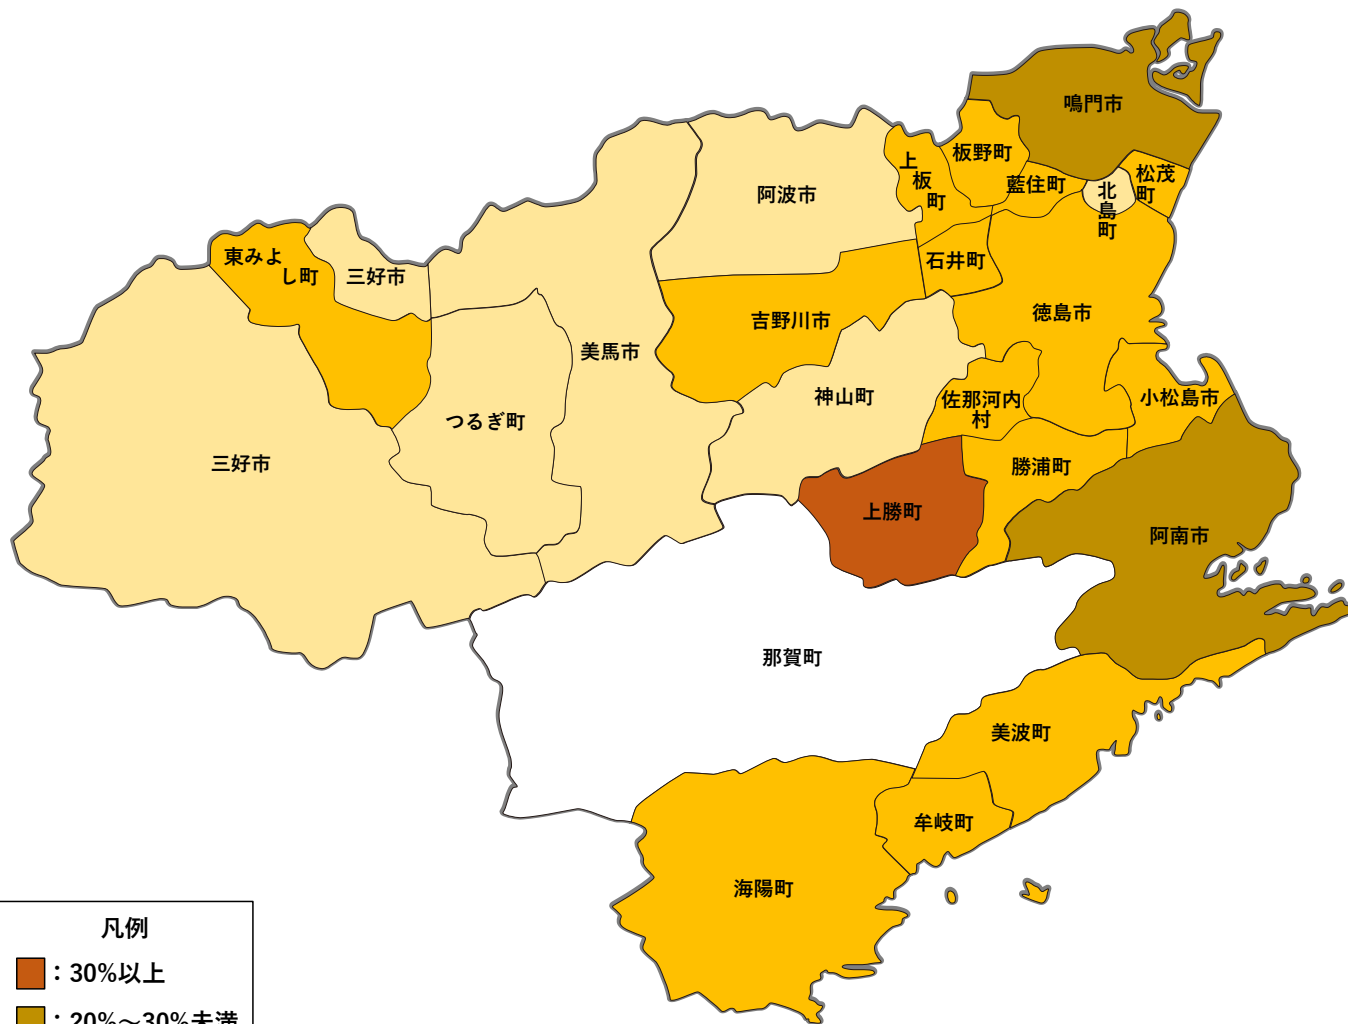 鳴門市
板野町
上板町
藍住町
松茂町
北島町
阿波市
東みよし町
三好市
石井町
吉野川市
徳島市
美馬市
神山町
佐那河内村
小松島市
つるぎ町
三好市
勝浦町
上勝町
阿南市
那賀町
美波町
牟岐町
海陽町
凡例
：30%以上
：20%～30%未満